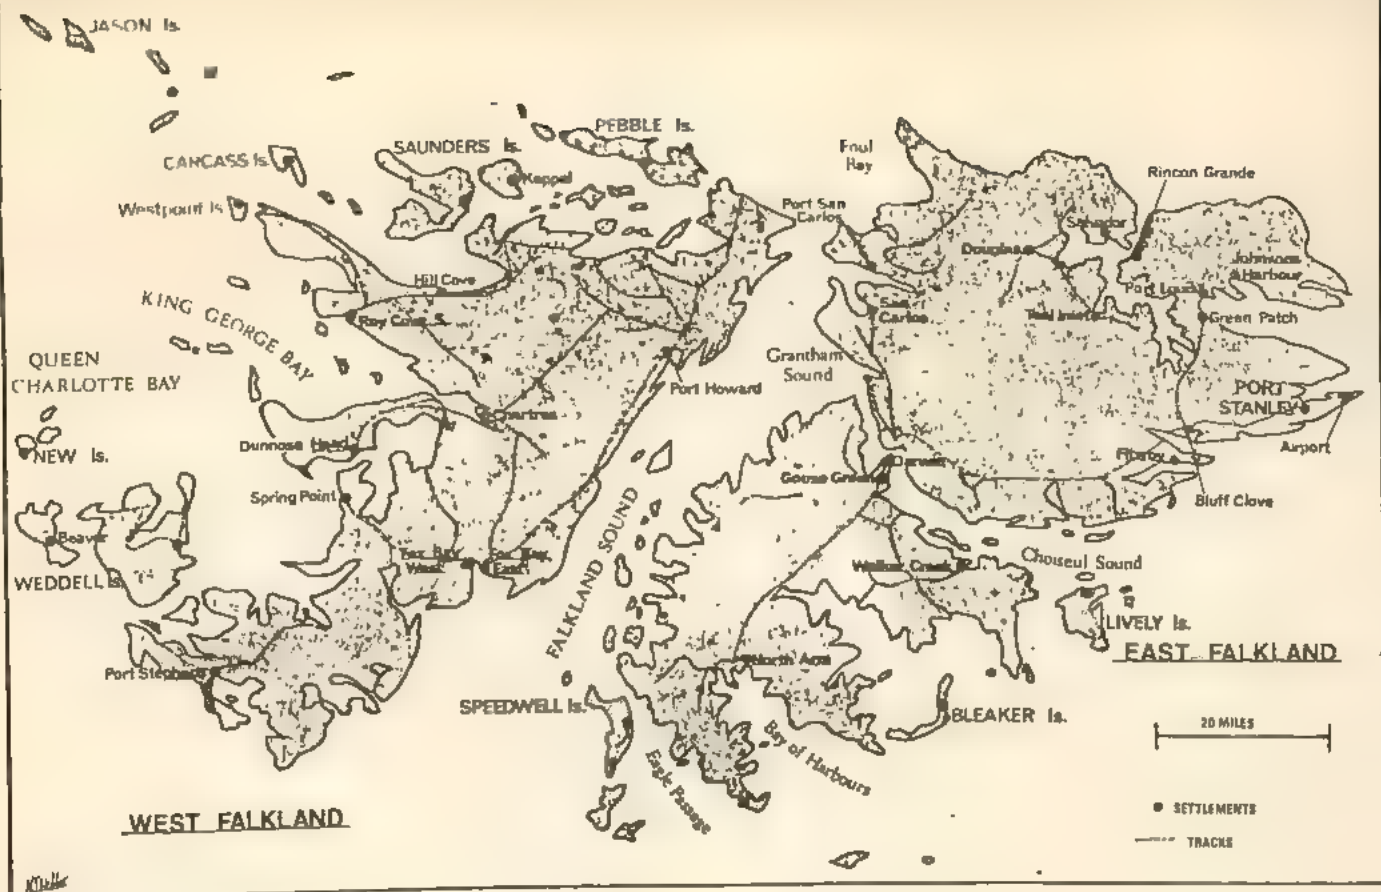 JASON Is.
PEBBLE Is.
SAUNDERS Is.
CARCASS Is.
Keppel
Westpoint Is
Foul
Bay
Rincon Grande
Port San
Carlos
Salvador
Douglas
Johnsons
Harbour
Port Louis
Hill Cove
KING GEORGE BAY
Roy Cove S.
San
Carlos
Teal Inlet
Green Patch
QUEEN
CHARLOTTE BAY
Grantham
Sound
Port Howard
PORT
STANLEY
Chartres
Dunnose Head
NEW Is.
Airport
Darwin
Fitzroy
Goose Green
Spring Point
Bluff Clove
FALKLAND SOUND
Beaver
Fox Bay
West
Fox Bay
East
Choiseul Sound
Walker Creek
WEDDELL Is
LIVELY Is.
EAST FALKLAND
North Arm
Port Stephens
SPEEDWELL Is.
BLEAKER Is.
20 MILES
Bay of Harbours
Eagle Passage
SETTLEMENTS
WEST FALKLAND
TRACKS